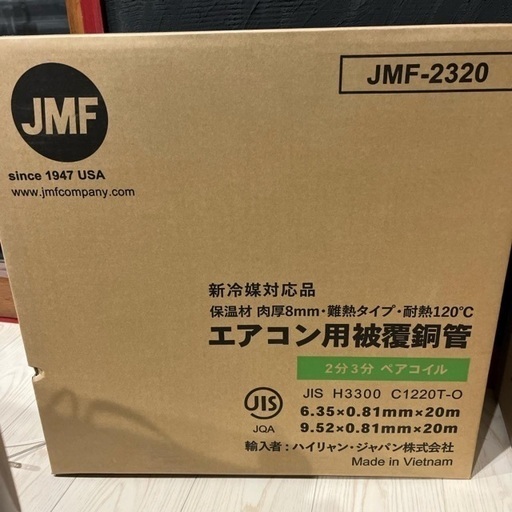 JMF-2320
JMF
since 1947 USA
www.jmfcompany.com
新冷媒対応品
保温材 肉厚8mm・難熱タイプ・耐熱120℃
エアコン用被覆銅管
2分3分 ペアコイル
JIS H3300 C1220T-O
JIS
6.35×0.81mm×20m
JQA
9.52×0.81mm×20m
輸入者：ハイリャン・ジャパン株式会社
Made in Vietnam